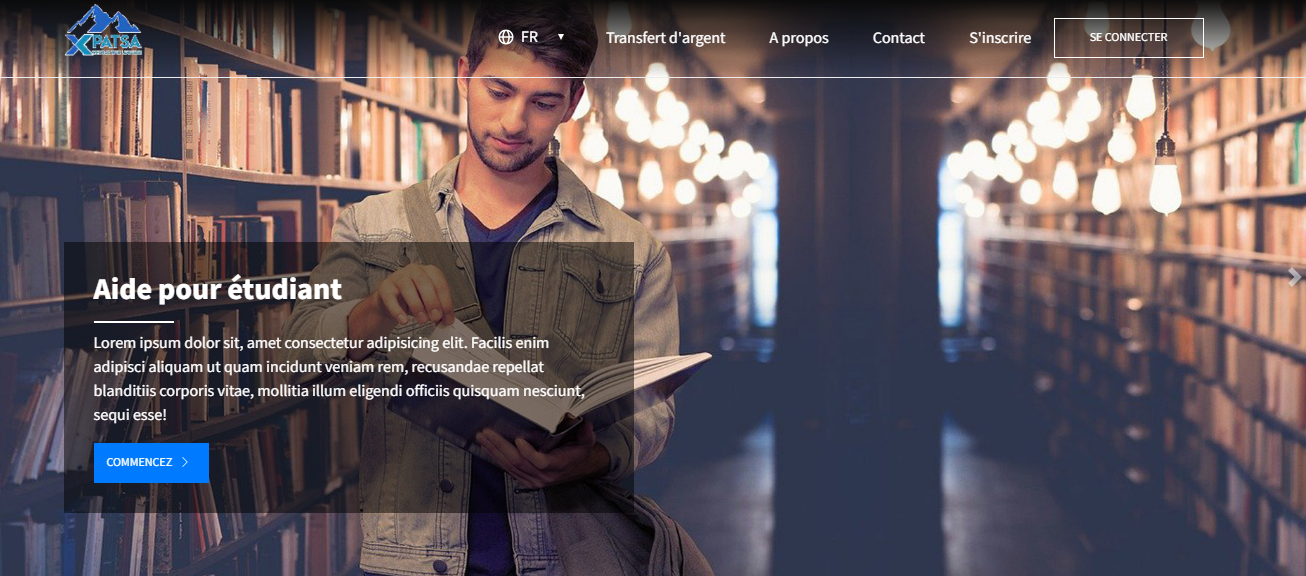 XPATSA
FR
Transfert d'argent
A propos
Contact
S'inscrire
SE CONNECTER
Aide pour étudiant
Lorem ipsum dolor sit, amet consectetur adipisicing elit. Facilis enim
adipisci aliquam ut quam incidunt veniam rem, recusandae repellat
blanditiis corporis vitae, mollitia illum eligendi officiis quisquam nesciunt,
sequi esse!
COMMENCEZ